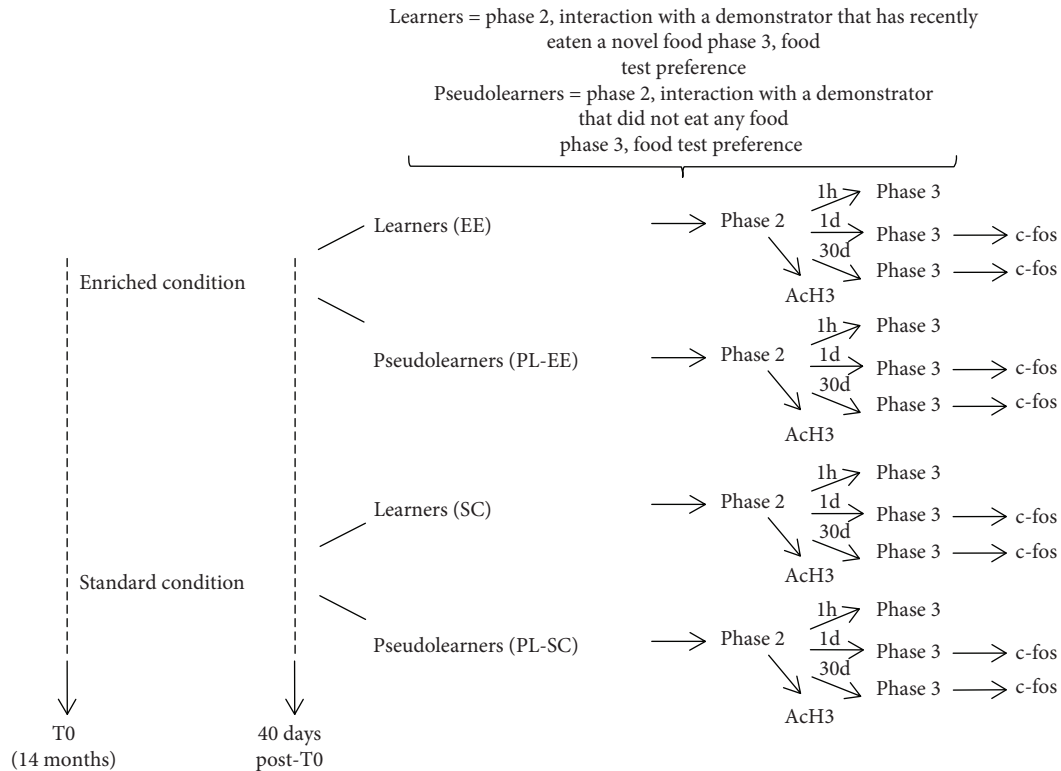 Learners = phase 2, interaction with a demonstrator that has recently
eaten a novel food phase 3, food
test preference
Pseudolearners = phase 2, interaction with a demonstrator
that did not eat any food
phase 3, food test preference
Enriched condition
Learners (EE)
Phase 2
1h
Phase 3
1d
Phase 3
c-fos
30d
Phase 3
c-fos
AcH3
Pseudolearners (PL-EE)
Phase 2
1h
Phase 3
1d
Phase 3
c-fos
30d
Phase 3
c-fos
AcH3
Standard condition
Learners (SC)
Phase 2
1h
Phase 3
1d
Phase 3
c-fos
30d
Phase 3
c-fos
AcH3
Pseudolearners (PL-SC)
Phase 2
1h
Phase 3
1d
Phase 3
c-fos
30d
Phase 3
c-fos
AcH3
T0
(14 months)
40 days
post-T0